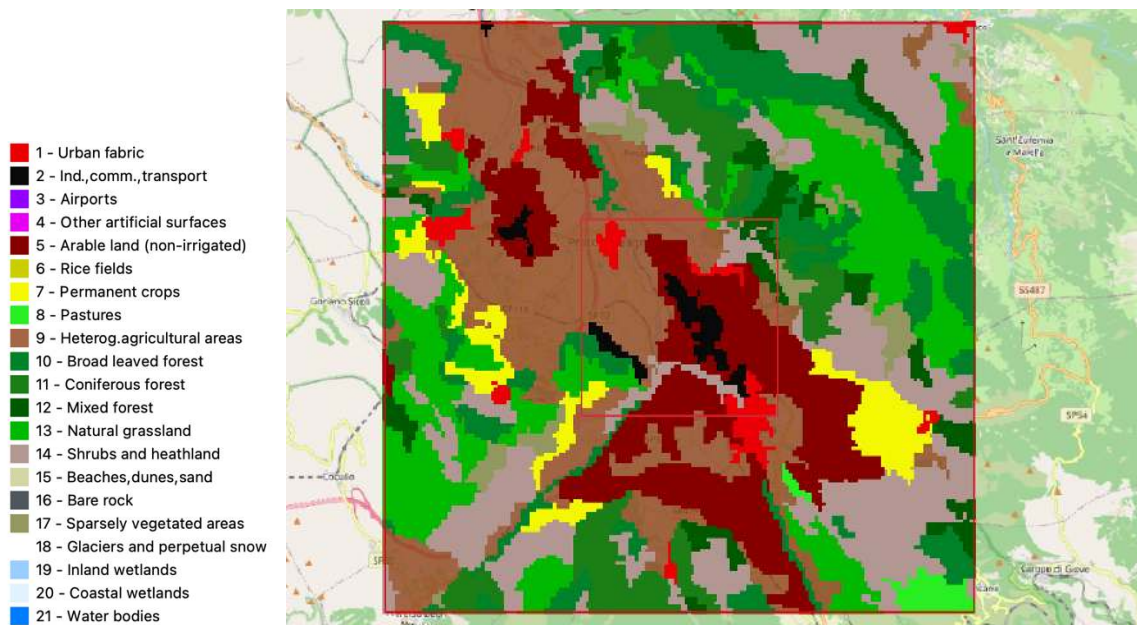 1 - Urban fabric
2 - Ind.,comm.,transport
3 - Airports
4 - Other artificial surfaces
5 - Arable land (non-irrigated)
6 - Rice fields
7 - Permanent crops
8 - Pastures
9 - Heterog.agricultural areas
10 - Broad leaved forest
11 - Coniferous forest
12 - Mixed forest
13 - Natural grassland
14 - Shrubs and heathland
15 - Beaches,dunes,sand
16 - Bare rock
17 - Sparsely vegetated areas
18 - Glaciers and perpetual snow
19 - Inland wetlands
20 - Coastal wetlands
21 - Water bodies
Sant'Eufemia
a Maiella
SS487
Goriano Sicoli
SP54
Cocullo